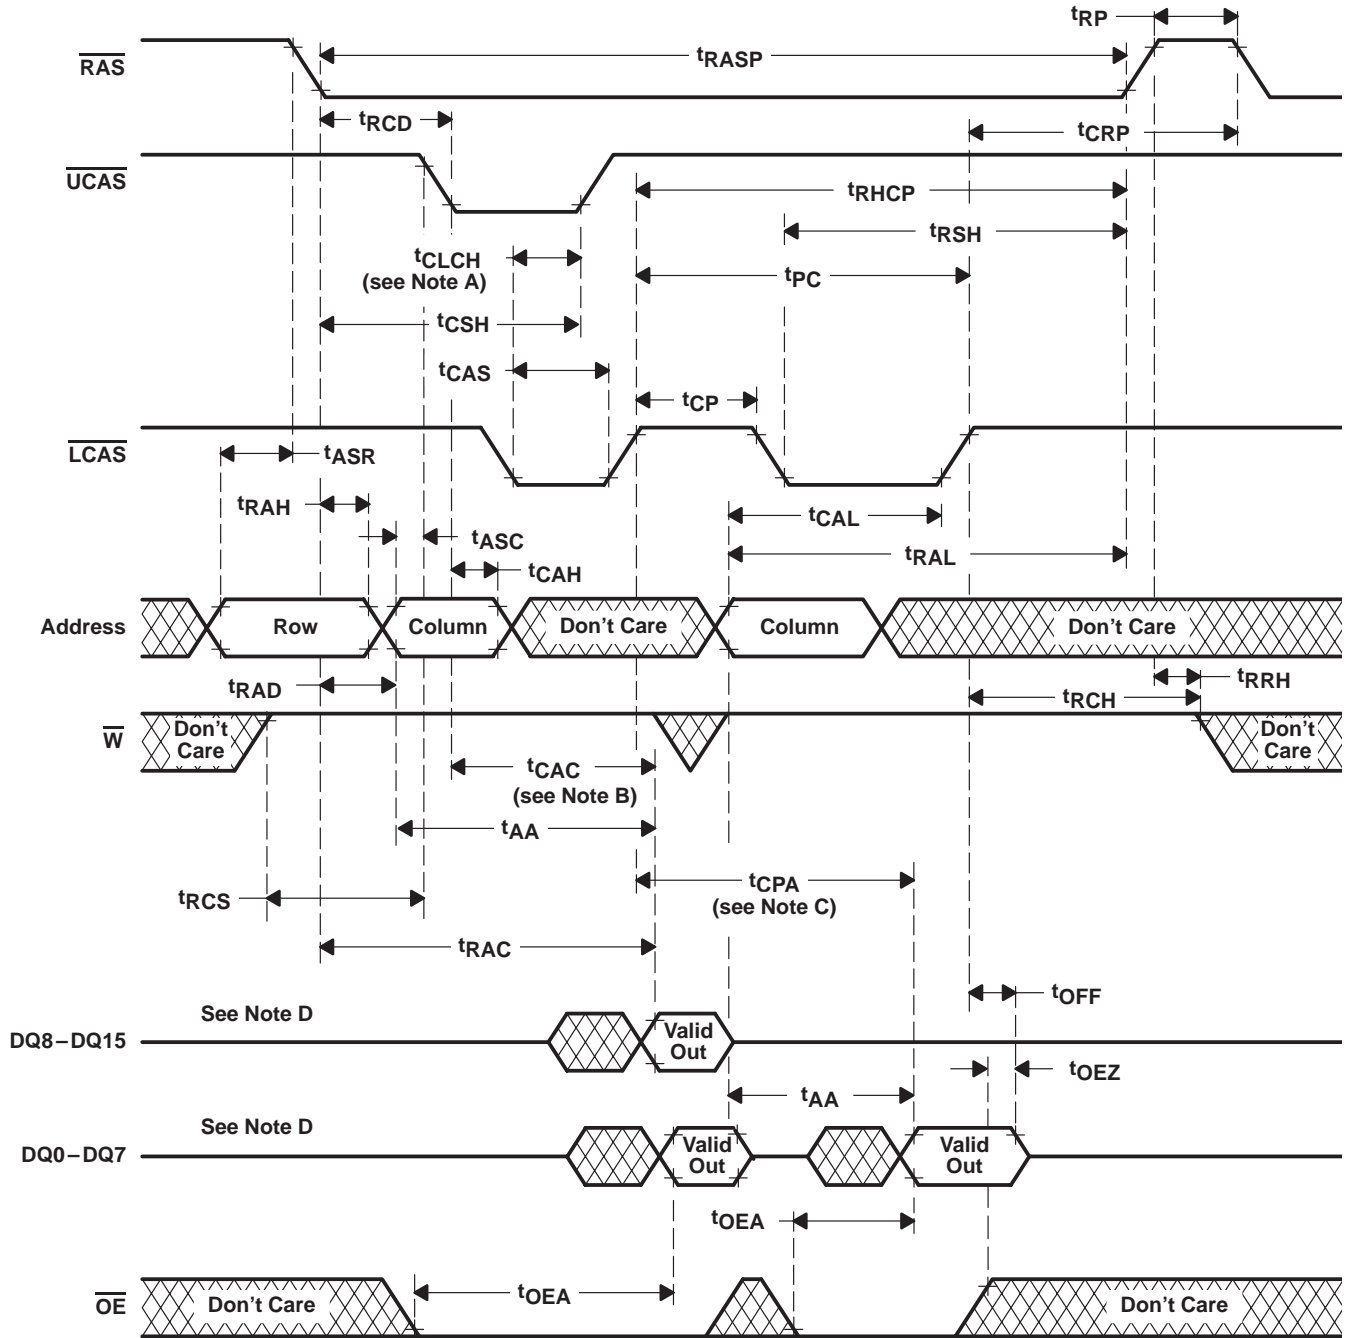 tRP
RAS
tRASP
tRCD
tCRP
UCAS
tRHCP
tRSH
tCLCH
(see Note A)
tPC
tCSH
tCAS
tCP
LCAS
tASR
tRAH
tCAL
tASC
tRAL
tCAH
Address
Row
Column
Don't Care
Column
Don't Care
tRAD
tRRH
tRCH
W
Don't
Care
Don't
Care
tCAC
(see Note B)
tAA
tCPA
(see Note C)
tRCS
tRAC
tOFF
See Note D
DQ8–DQ15
Valid
Out
tOEZ
tAA
See Note D
DQ0–DQ7
Valid
Out
Valid
Out
tOEA
OE
Don't Care
tOEA
Don't Care